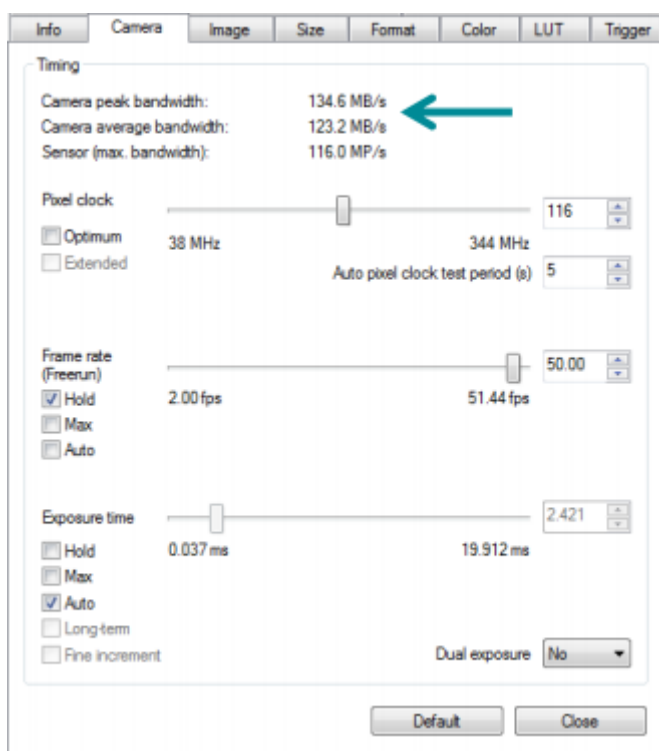 Info Camera Image Size Format Color LUT Trigger
Timing
Camera peak bandwidth: 134.6 MB/s
Camera average bandwidth: 123.2 MB/s
Sensor (max. bandwidth): 116.0 MP/s
Pixel clock 116
Optimum 38 MHz 344 MHz
Extended Auto pixel clock test period (s) 5
Frame rate 50.00
(Freerun)
Hold 2.00 fps 51.44 fps
Max
Auto
Exposure time 2.421
Hold 0.037 ms 19.912 ms
Max
Auto
Long-term
Fine increment Dual exposure No
Default Close